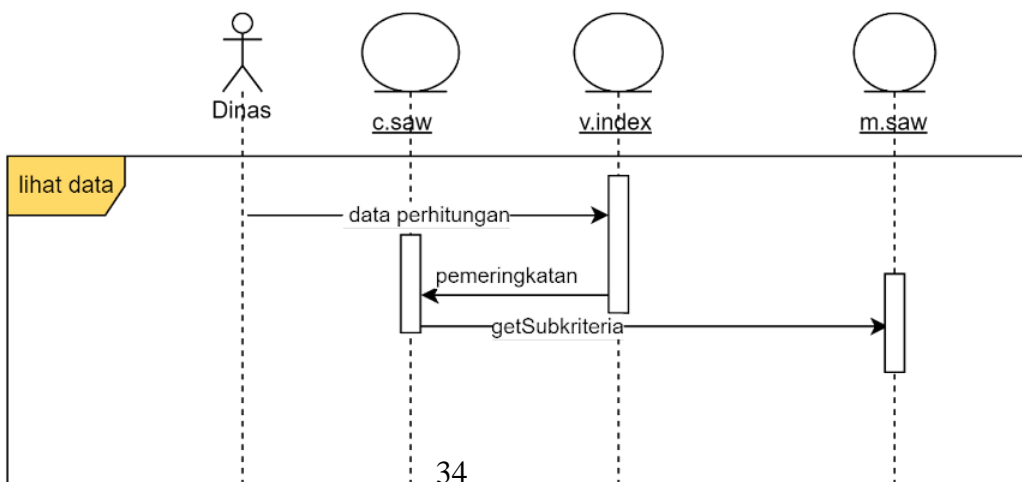 Dinas
c.saw
v.index
m.saw
lihat data
data perhitungan
pemeringkatan
getSubkriteria
34